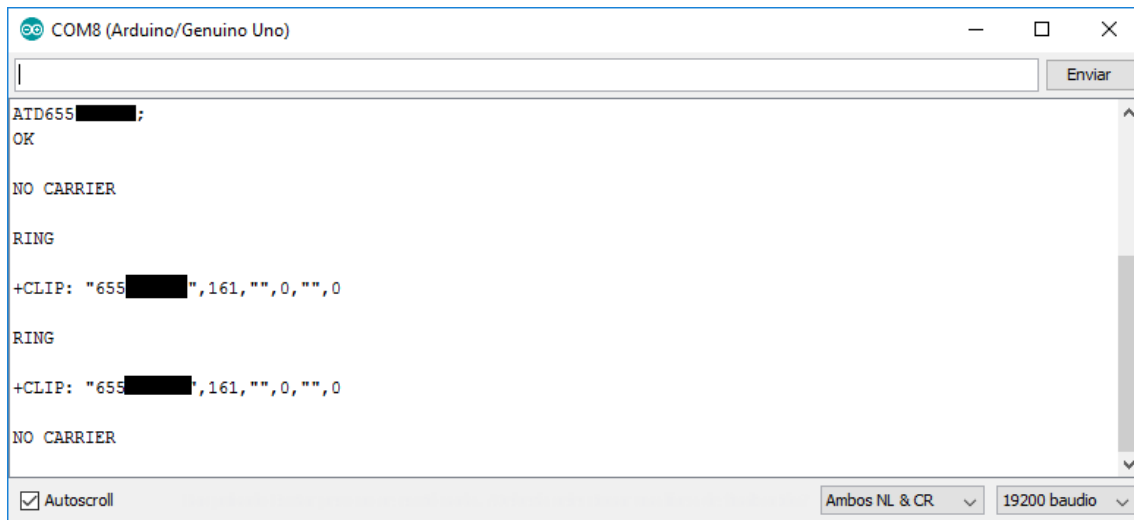 COM8 (Arduino/Genuino Uno)
Enviar
ATD655 ;
OK
NO CARRIER
RING
+CLIP: "655 ",161,"",0,"",0
RING
+CLIP: "655 ",161,"",0,"",0
NO CARRIER
Autoscroll
Ambos NL & CR
19200 baudio